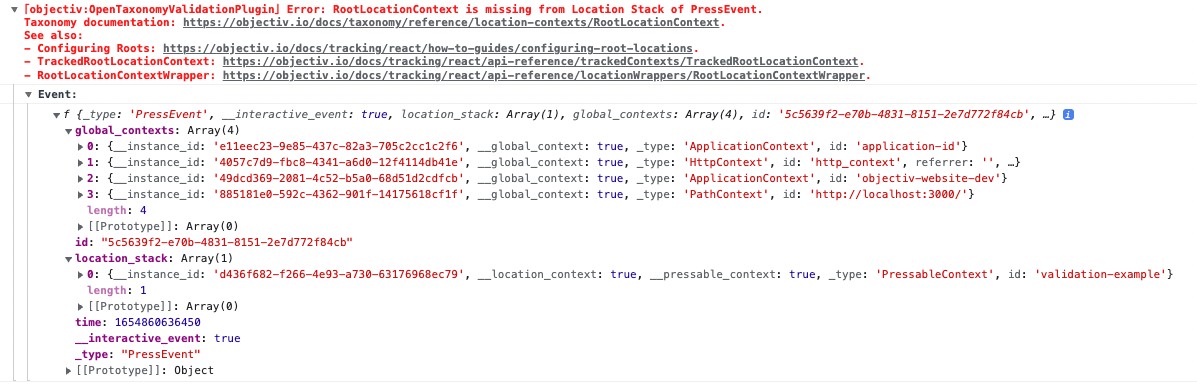 ▼「objectiv:OpenTaxonomyValidationPlugin」Error: RootLocationContext is missing from Location Stack of PressEvent.
Taxonomy documentation: https://objectiv.io/docs/taxonomy/reference/location-contexts/RootLocationContext.
See also:
- Configuring Roots: https://objectiv.io/docs/tracking/react/how-to-guides/configuring-root-locations.
- TrackedRootLocationContext: https://objectiv.io/docs/tracking/react/api-reference/trackedContexts/TrackedRootLocationContext.
- RootLocationContextWrapper: https://objectiv.io/docs/tracking/react/api-reference/locationWrappers/RootLocationContextWrapper.
▼ Event:
▼ f {_type: 'PressEvent', __interactive_event: true, location_stack: Array(1), global_contexts: Array(4), id: '5c5639f2-e70b-4831-8151-2e7d772f84cb', …} i
▼ global_contexts: Array(4)
▶ 0: {__instance_id: 'e11eec23-9e85-437c-82a3-705c2cc1c2f6', __global_context: true, _type: 'ApplicationContext', id: 'application-id'}
▶ 1: {__instance_id: '4057c7d9-fbc8-4341-a6d0-12f4114db41e', __global_context: true, _type: 'HttpContext', id: 'http_context', referrer: '', …}
▶ 2: {__instance_id: '49dcd369-2081-4c52-b5a0-68d51d2cdfcb', __global_context: true, _type: 'ApplicationContext', id: 'objectiv-website-dev'}
▶ 3: {__instance_id: '885181e0-592c-4362-901f-14175618cf1f', __global_context: true, _type: 'PathContext', id: 'http://localhost:3000/'}
length: 4
▶ [[Prototype]]: Array(0)
id: "5c5639f2-e70b-4831-8151-2e7d772f84cb"
▼ location_stack: Array(1)
▶ 0: {__instance_id: 'd436f682-f266-4e93-a730-63176968ec79', __location_context: true, __pressable_context: true, _type: 'PressableContext', id: 'validation-example'}
length: 1
▶ [[Prototype]]: Array(0)
time: 1654860636450
__interactive_event: true
_type: "PressEvent"
▶ [[Prototype]]: Object